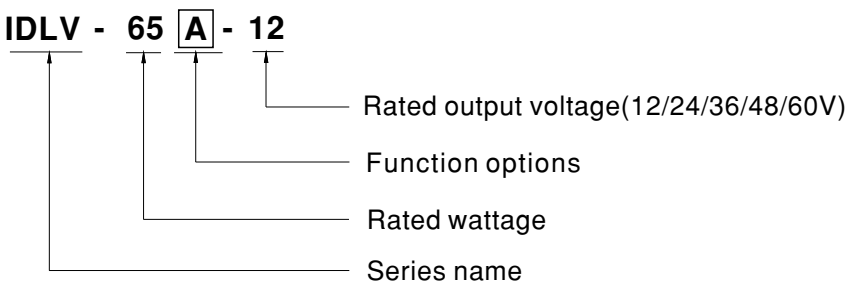 IDLV - 65 A - 12
Rated output voltage(12/24/36/48/60V)
Function options
Rated wattage
Series name